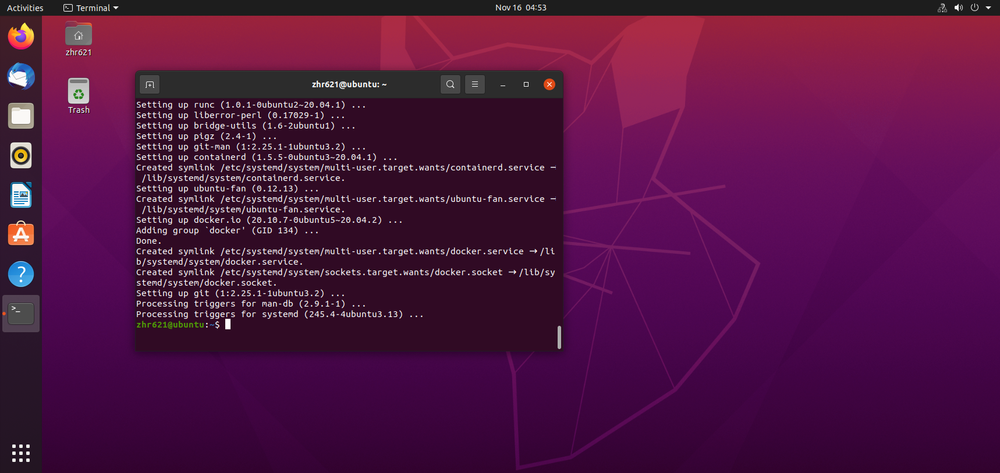 Activities
Terminal
Nov 16 04:53
zhr621
Trash
zhr621@ubuntu: ~
Setting up runc (1.0.1-0ubuntu2~20.04.1) ...
Setting up liberror-perl (0.17029-1) ...
Setting up bridge-utils (1.6-2ubuntu1) ...
Setting up pigz (2.4-1) ...
Setting up git-man (1:2.25.1-1ubuntu3.2) ...
Setting up containerd (1.5.5-0ubuntu3~20.04.1) ...
Created symlink /etc/systemd/system/multi-user.target.wants/containerd.service →
/lib/systemd/system/containerd.service.
Setting up ubuntu-fan (0.12.13) ...
Created symlink /etc/systemd/system/multi-user.target.wants/ubuntu-fan.service →
/lib/systemd/system/ubuntu-fan.service.
Setting up docker.io (20.10.7-0ubuntu5~20.04.2) ...
Adding group `docker' (GID 134) ...
Done.
Created symlink /etc/systemd/system/multi-user.target.wants/docker.service → /li
b/systemd/system/docker.service.
Created symlink /etc/systemd/system/sockets.target.wants/docker.socket → /lib/sy
stemd/system/docker.socket.
Setting up git (1:2.25.1-1ubuntu3.2) ...
Processing triggers for man-db (2.9.1-1) ...
Processing triggers for systemd (245.4-4ubuntu3.13) ...
zhr621@ubuntu:~$